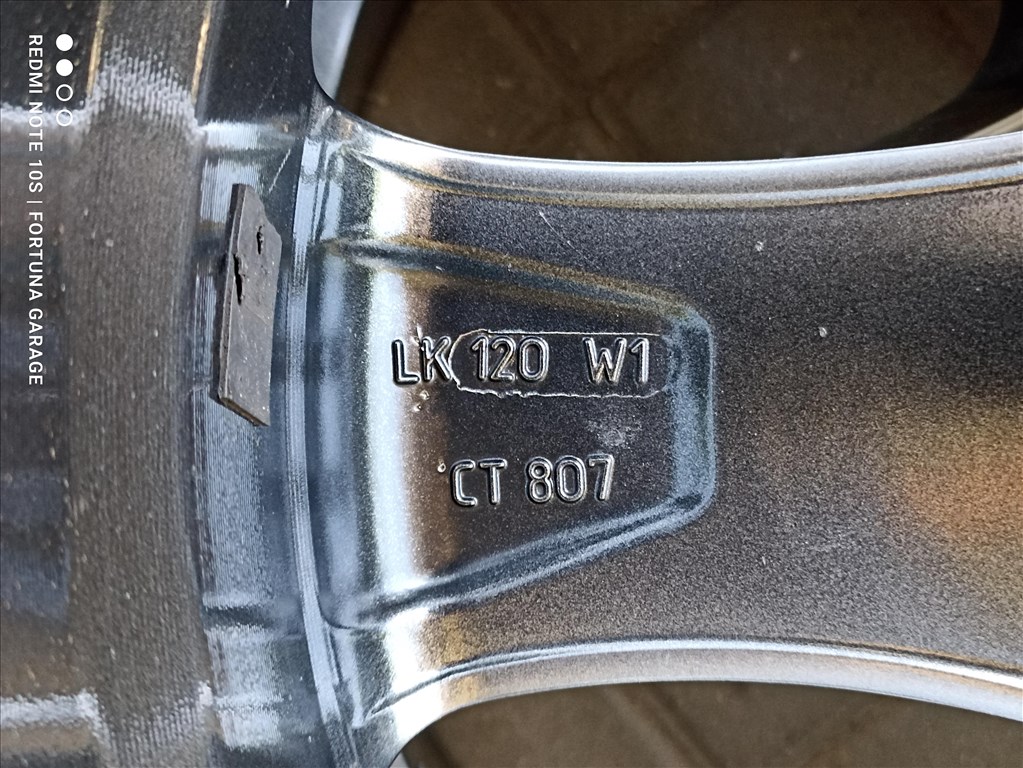 LK 120 W1
CT 807
REDMI NOTE 10S | FORTUNA GARAGE